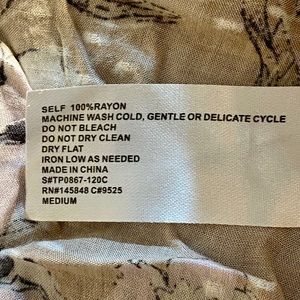 SELF 100%RAYON
MACHINE WASH COLD, GENTLE OR DELICATE CYCLE
DO NOT BLEACH
DO NOT DRY CLEAN
DRY FLAT
IRON LOW AS NEEDED
MADE IN CHINA
S#TP0867-120C
RN#145848 C#9525
MEDIUM